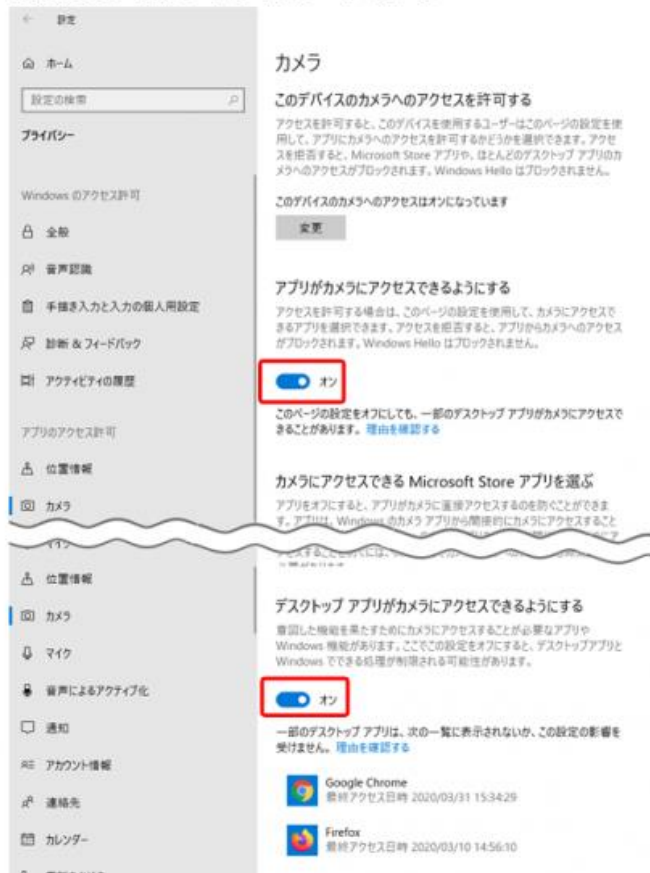 設定
ホーム
設定の検索
プライバシー
Windows のアクセス許可
全般
音声認識
手描き入力と入力の個人用設定
診断 & フィードバック
アクティビティの履歴
アプリのアクセス許可
位置情報
カメラ
マイク
位置情報
カメラ
マイク
音声によるアクティブ化
通知
アカウント情報
連絡先
カレンダー
カメラ
このデバイスのカメラへのアクセスを許可する
アクセスを許可すると、このデバイスを使用するユーザーはこのページの設定を使
用して、アプリにカメラへのアクセスを許可するかどうかを選択できます。アクセ
スを拒否すると、Microsoft Store アプリや、ほとんどのデスクトップ アプリのカ
メラへのアクセスがブロックされます。Windows Hello はブロックされません。
このデバイスのカメラへのアクセスはオンになっています
変更
アプリがカメラにアクセスできるようにする
アクセスを許可する場合は、このページの設定を使用して、カメラにアクセスで
きるアプリを選択できます。アクセスを拒否すると、アプリからカメラへのアクセス
がブロックされます。Windows Hello はブロックされません。
オン
このページの設定をオフにしても、一部のデスクトップ アプリがカメラにアクセスで
きることがあります。 理由を確認する
カメラにアクセスできる Microsoft Store アプリを選ぶ
アプリをオフにすると、アプリがカメラに直接アクセスするのを防ぐことができま
す。アプリは、Windows のカメラ アプリから間接的にカメラにアクセスすること
デスクトップ アプリがカメラにアクセスできるようにする
意図した機能を果たすためにカメラにアクセスすることが必要なアプリや
Windows 機能があります。ここでこの設定をオフにすると、デスクトップアプリと
Windows でできる処理が制限される可能性があります。
オン
一部のデスクトップ アプリは、次の一覧に表示されないか、この設定の影響を
受けません。 理由を確認する
Google Chrome
最終アクセス日時 2020/03/31 15:34:29
Firefox
最終アクセス日時 2020/03/10 14:56:10